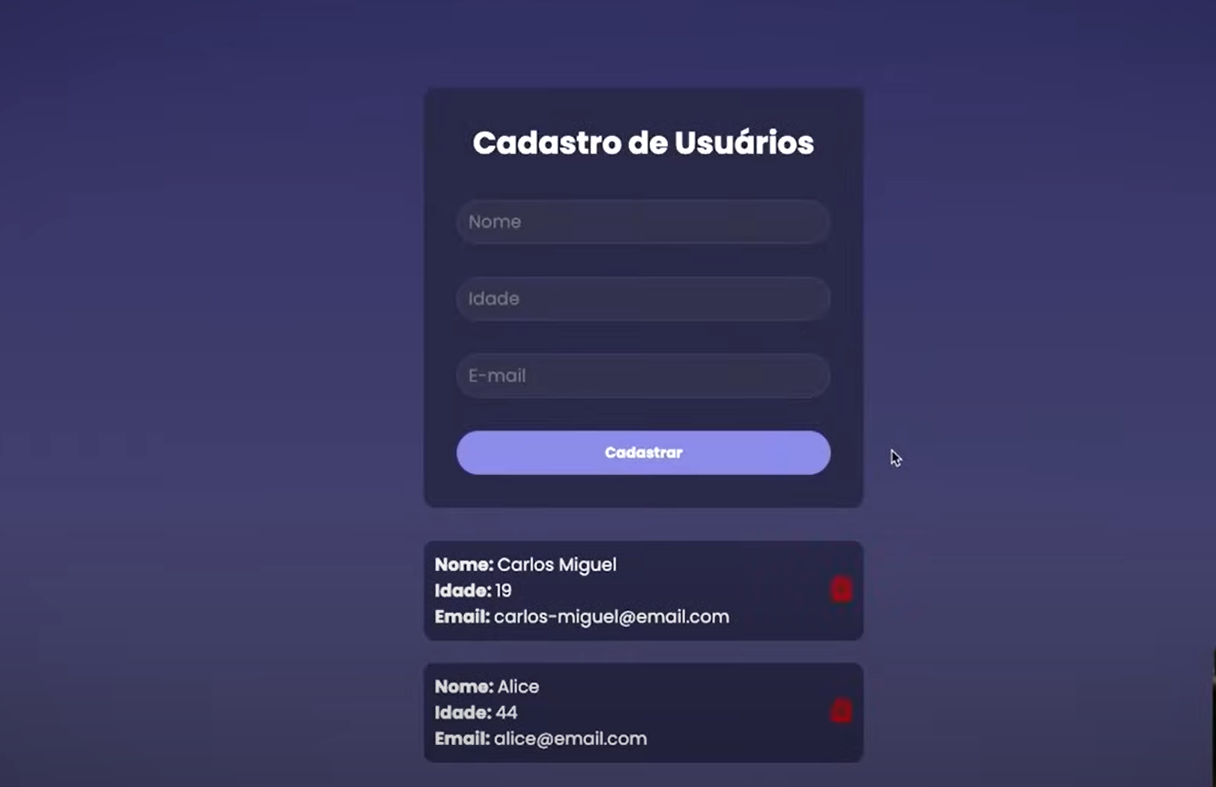 Cadastro de Usuários
Nome
Idade
E-mail
Cadastrar
Nome: Carlos Miguel
Idade: 19
Email: carlos-miguel@email.com
Nome: Alice
Idade: 44
Email: alice@email.com